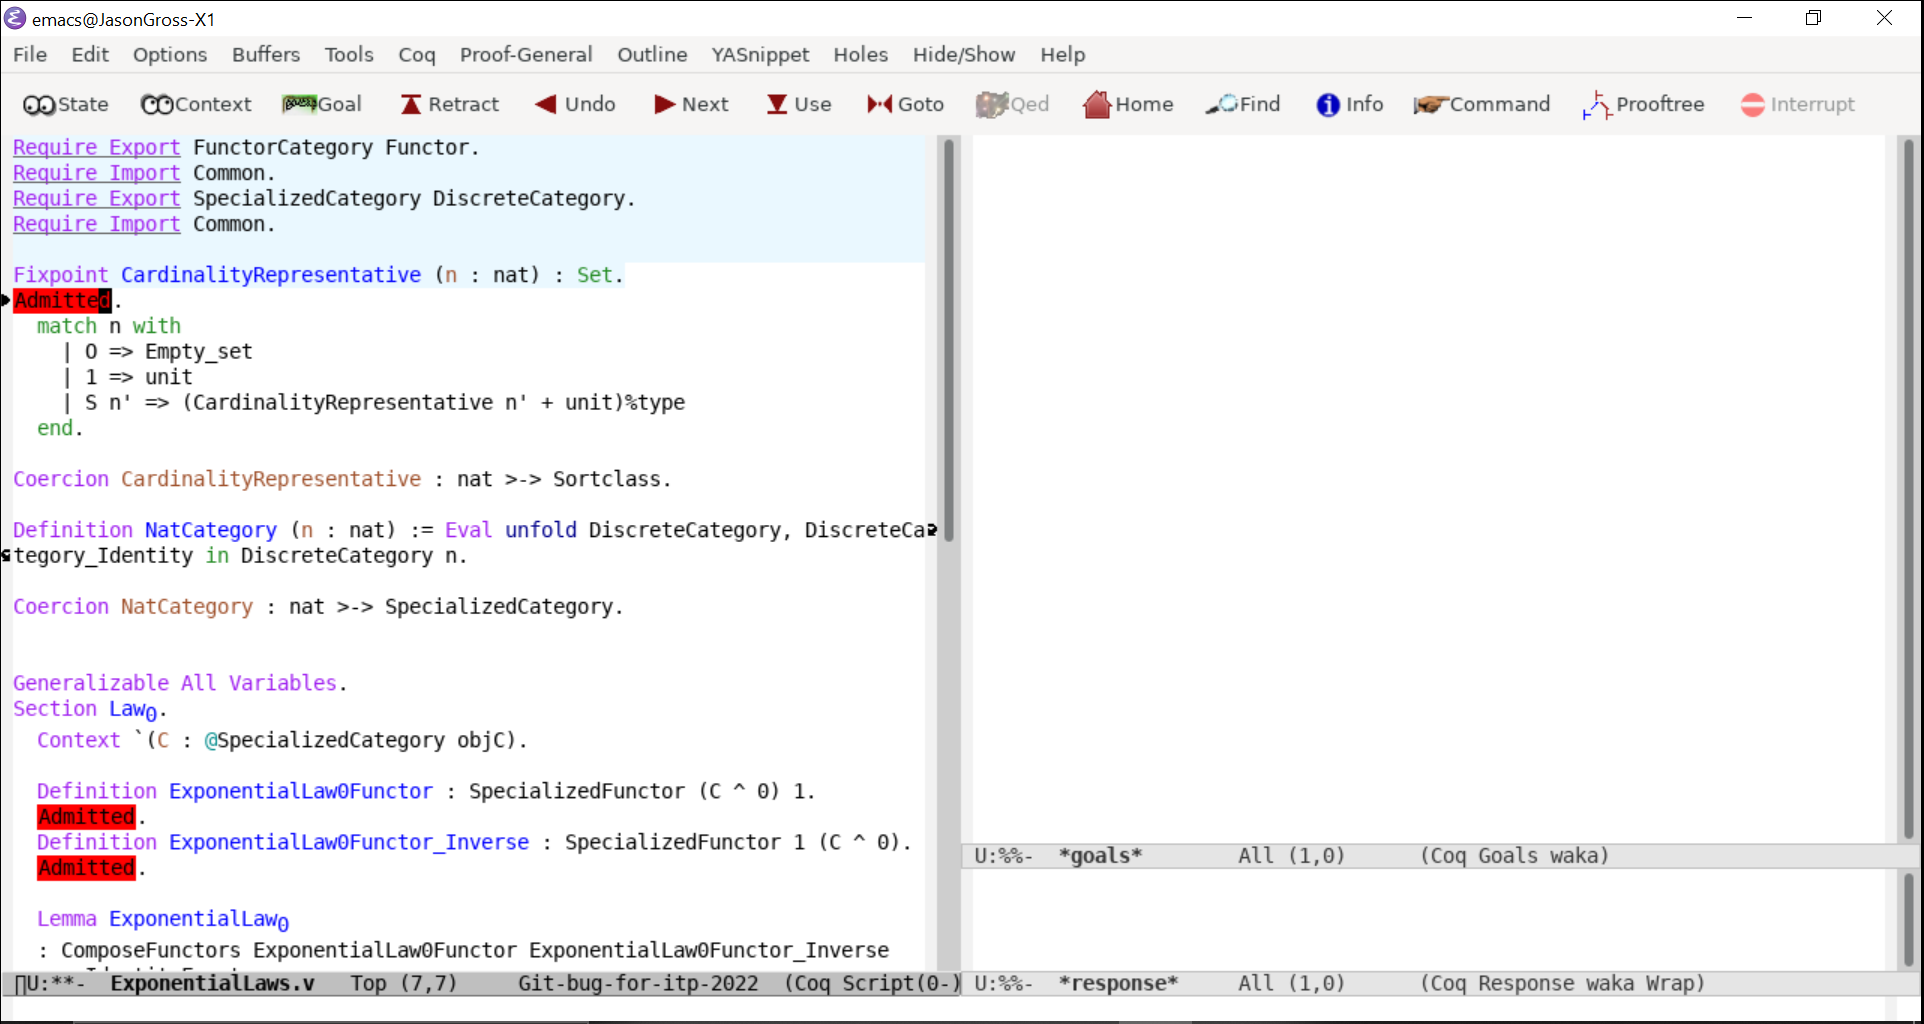 emacs@JasonGross-X1
File Edit Options Buffers Tools Coq Proof-General Outline YASnippet Holes Hide/Show Help
State Context Goal Retract Undo Next Use Goto Qed Home Find Info Command Prooftree Interrupt
Require Export FunctorCategory Functor.
Require Import Common.
Require Export SpecializedCategory DiscreteCategory.
Require Import Common.
Fixpoint CardinalityRepresentative (n : nat) : Set.
Admitted.
match n with
| O => Empty_set
| 1 => unit
| S n' => (CardinalityRepresentative n' + unit)%type
end.
Coercion CardinalityRepresentative : nat >-> Sortclass.
Definition NatCategory (n : nat) := Eval unfold DiscreteCategory, DiscreteCa
tegory_Identity in DiscreteCategory n.
Coercion NatCategory : nat >-> SpecializedCategory.
Generalizable All Variables.
Section Law₀.
Context `(C : @SpecializedCategory objC).
Definition ExponentialLaw0Functor : SpecializedFunctor (C ^ 0) 1.
Admitted.
Definition ExponentialLaw0Functor_Inverse : SpecializedFunctor 1 (C ^ 0).
Admitted.
Lemma ExponentialLaw₀
: ComposeFunctors ExponentialLaw0Functor ExponentialLaw0Functor_Inverse
U:**- ExponentialLaws.v Top (7,7) Git-bug-for-itp-2022 (Coq Script(0-)
U:%%- *goals* All (1,0) (Coq Goals waka)
U:%%- *response* All (1,0) (Coq Response waka Wrap)